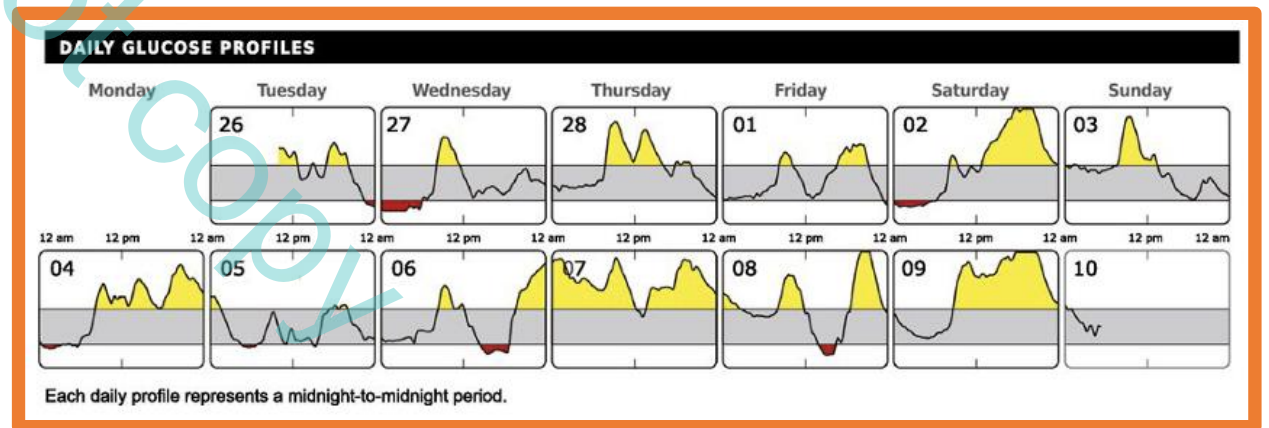 ot copy
DAILY GLUCOSE PROFILES
Monday Tuesday Wednesday Thursday Friday Saturday Sunday
26 27 28 01 02 03
12 am 12 pm 12 am 12 pm 12 am 12 pm 12 am 12 pm 12 am 12 pm 12 am 12 pm 12 am 12 pm 12 am
04 05 06 07 08 09 10
Each daily profile represents a midnight-to-midnight period.